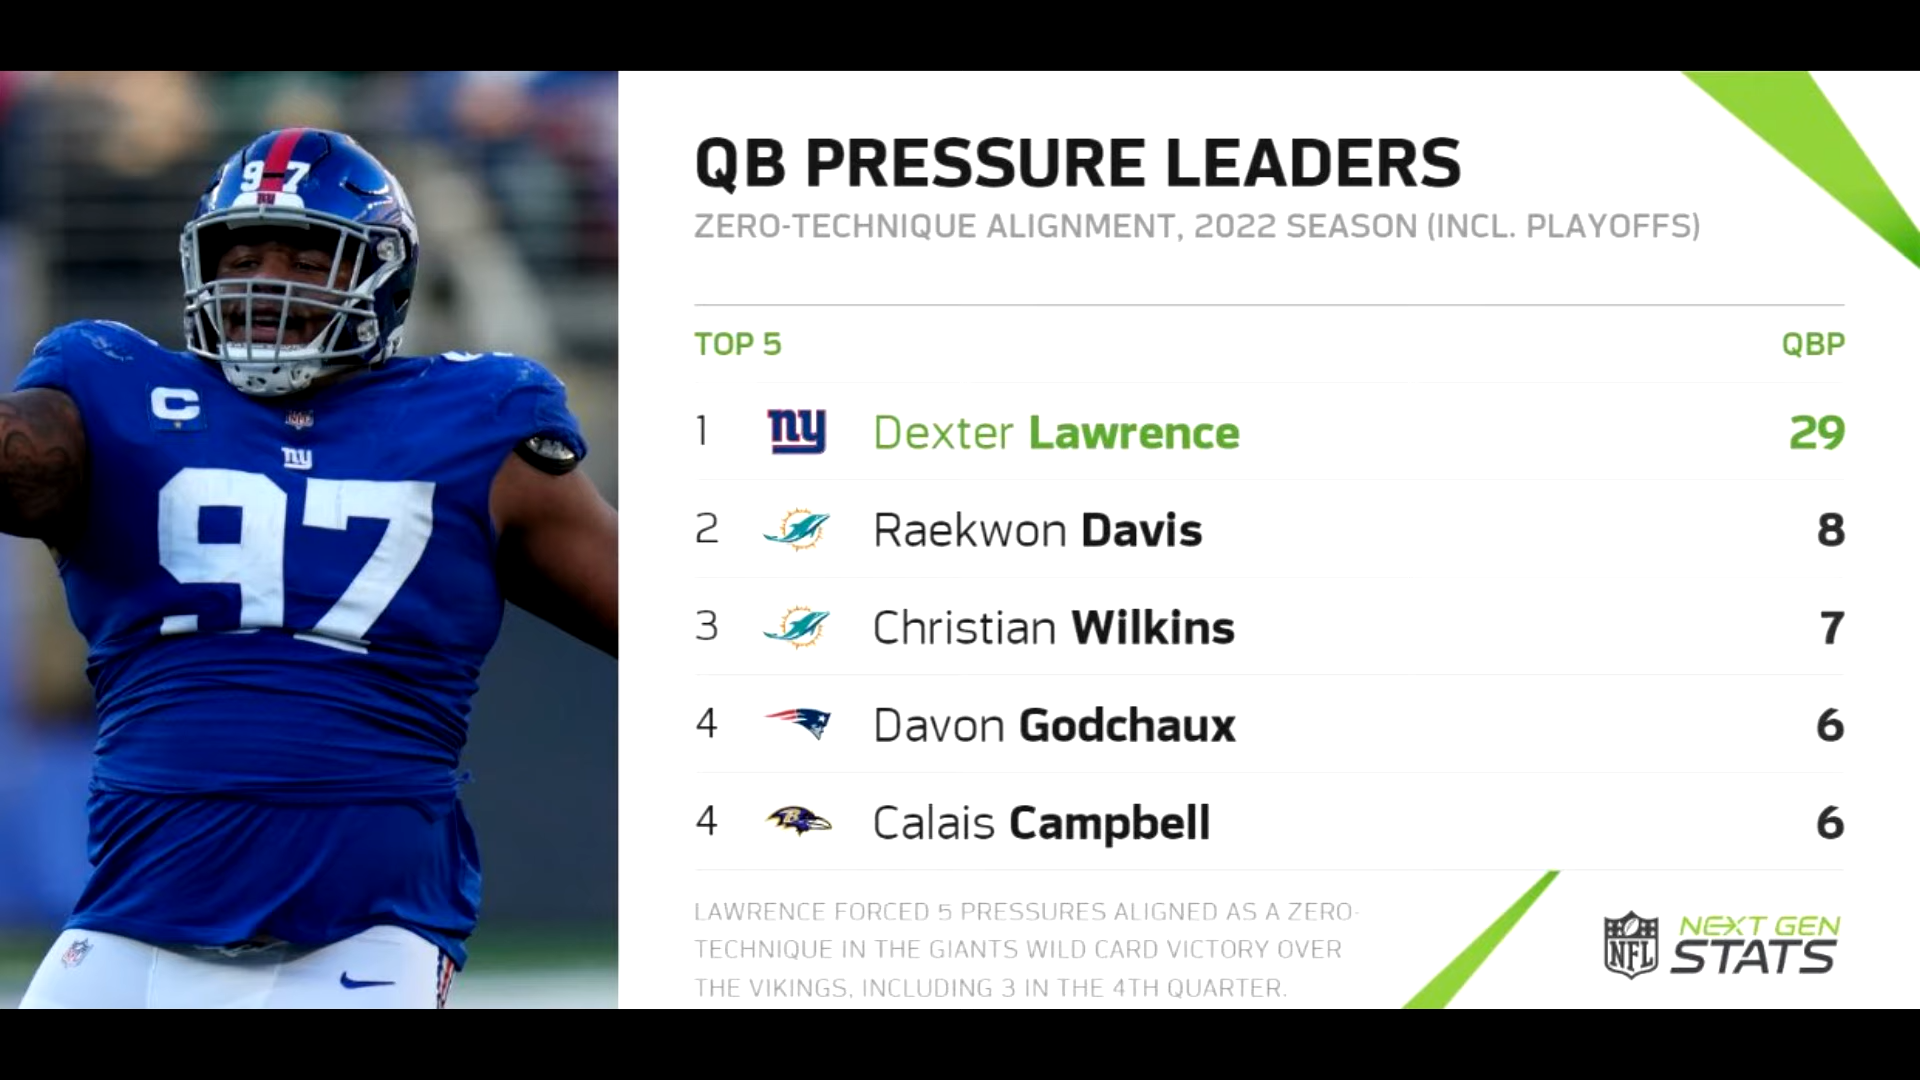 QB PRESSURE LEADERS
ZERO-TECHNIQUE ALIGNMENT, 2022 SEASON (INCL. PLAYOFFS)
TOP 5 QBP
1 ny Dexter Lawrence 29
2 Raekwon Davis 8
3 Christian Wilkins 7
4 Davon Godchaux 6
4 B Calais Campbell 6
LAWRENCE FORCED 5 PRESSURES ALIGNED AS A ZERO-
TECHNIQUE IN THE GIANTS WILD CARD VICTORY OVER
THE VIKINGS, INCLUDING 3 IN THE 4TH QUARTER.
NFL NEXT GEN
STATS
97
C
ny
97